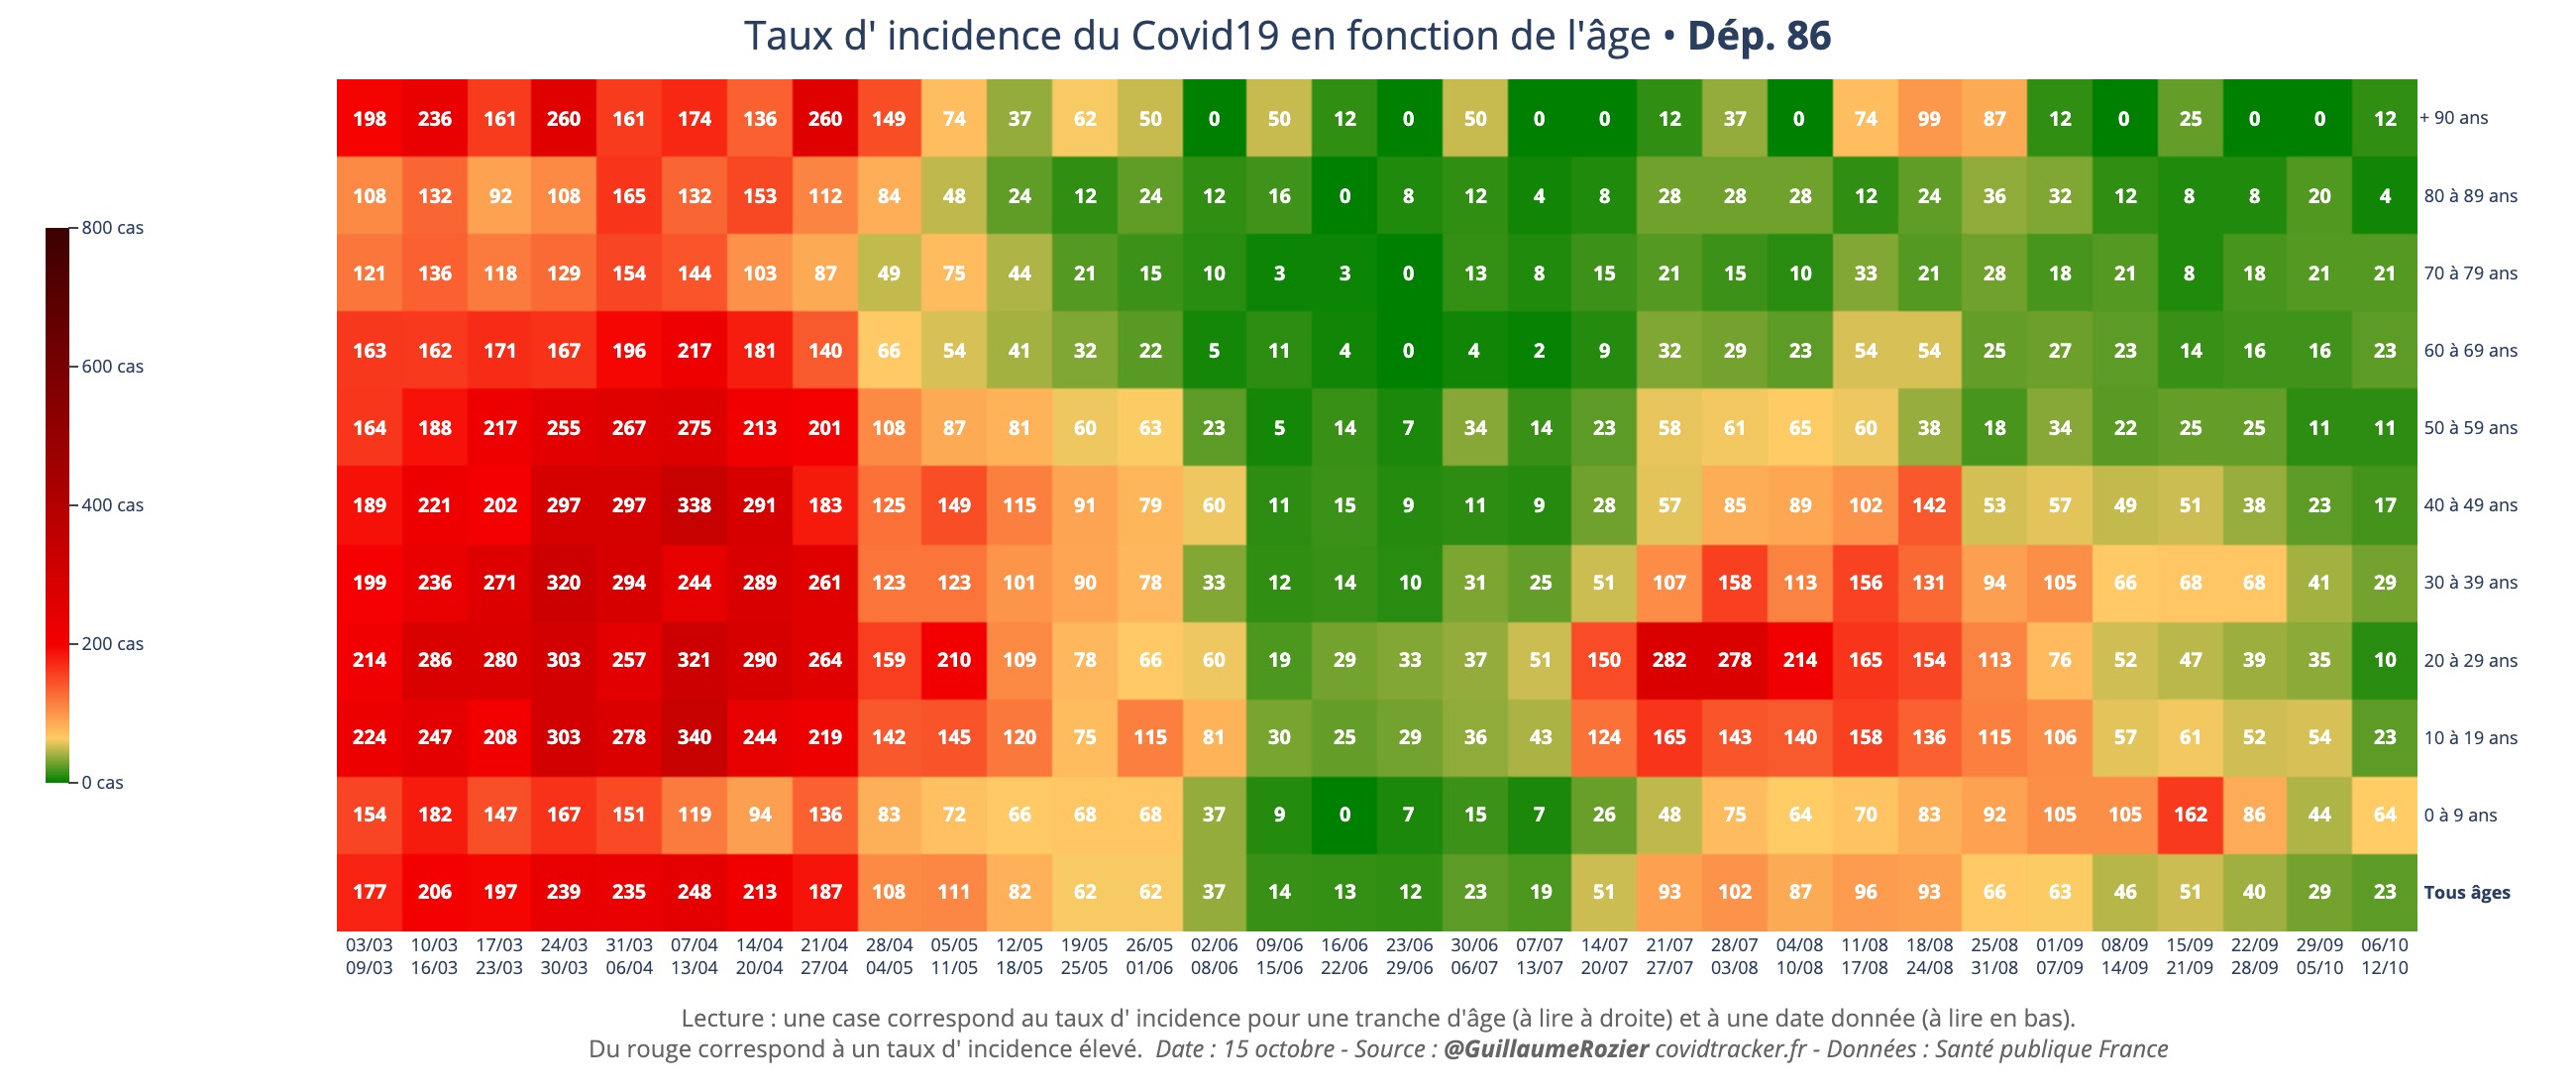 Taux d' incidence du Covid19 en fonction de l'âge • Dép. 86
198 236 161 260 161 174 136 260 149 74 37 62 50 0 50 12 0 50 0 0 12 37 0 74 99 87 12 0 25 0 0 12 + 90 ans
108 132 92 108 165 132 153 112 84 48 24 12 24 12 16 0 8 12 4 8 28 28 28 12 24 36 32 12 8 8 20 4 80 à 89 ans
121 136 118 129 154 144 103 87 49 75 44 21 15 10 3 3 0 13 8 15 21 15 10 33 21 28 18 21 8 18 21 21 70 à 79 ans
163 162 171 167 196 217 181 140 66 54 41 32 22 5 11 4 0 4 2 9 32 29 23 54 54 25 27 23 14 16 16 23 60 à 69 ans
164 188 217 255 267 275 213 201 108 87 81 60 63 23 5 14 7 34 14 23 58 61 65 60 38 18 34 22 25 25 11 11 50 à 59 ans
189 221 202 297 297 338 291 183 125 149 115 91 79 60 11 15 9 11 9 28 57 85 89 102 142 53 57 49 51 38 23 17 40 à 49 ans
199 236 271 320 294 244 289 261 123 123 101 90 78 33 12 14 10 31 25 51 107 158 113 156 131 94 105 66 68 68 41 29 30 à 39 ans
214 286 280 303 257 321 290 264 159 210 109 78 66 60 19 29 33 37 51 150 282 278 214 165 154 113 76 52 47 39 35 10 20 à 29 ans
224 247 208 303 278 340 244 219 142 145 120 75 115 81 30 25 29 36 43 124 165 143 140 158 136 115 106 57 61 52 54 23 10 à 19 ans
154 182 147 167 151 119 94 136 83 72 66 68 68 37 9 0 7 15 7 26 48 75 64 70 83 92 105 105 162 86 44 64 0 à 9 ans
177 206 197 239 235 248 213 187 108 111 82 62 62 37 14 13 12 23 19 51 93 102 87 96 93 66 63 46 51 40 29 23 Tous âges
03/03 10/03 17/03 24/03 31/03 07/04 14/04 21/04 28/04 05/05 12/05 19/05 26/05 02/06 09/06 16/06 23/06 30/06 07/07 14/07 21/07 28/07 04/08 11/08 18/08 25/08 01/09 08/09 15/09 22/09 29/09 06/10
09/03 16/03 23/03 30/03 06/04 13/04 20/04 27/04 04/05 11/05 18/05 25/05 01/06 08/06 15/06 22/06 29/06 06/07 13/07 20/07 27/07 03/08 10/08 17/08 24/08 31/08 07/09 14/09 21/09 28/09 05/10 12/10
800 cas
600 cas
400 cas
200 cas
0 cas
Lecture : une case correspond au taux d' incidence pour une tranche d'âge (à lire à droite) et à une date donnée (à lire en bas).
Du rouge correspond à un taux d' incidence élevé. Date : 15 octobre - Source : @GuillaumeRozier covidtracker.fr - Données : Santé publique France